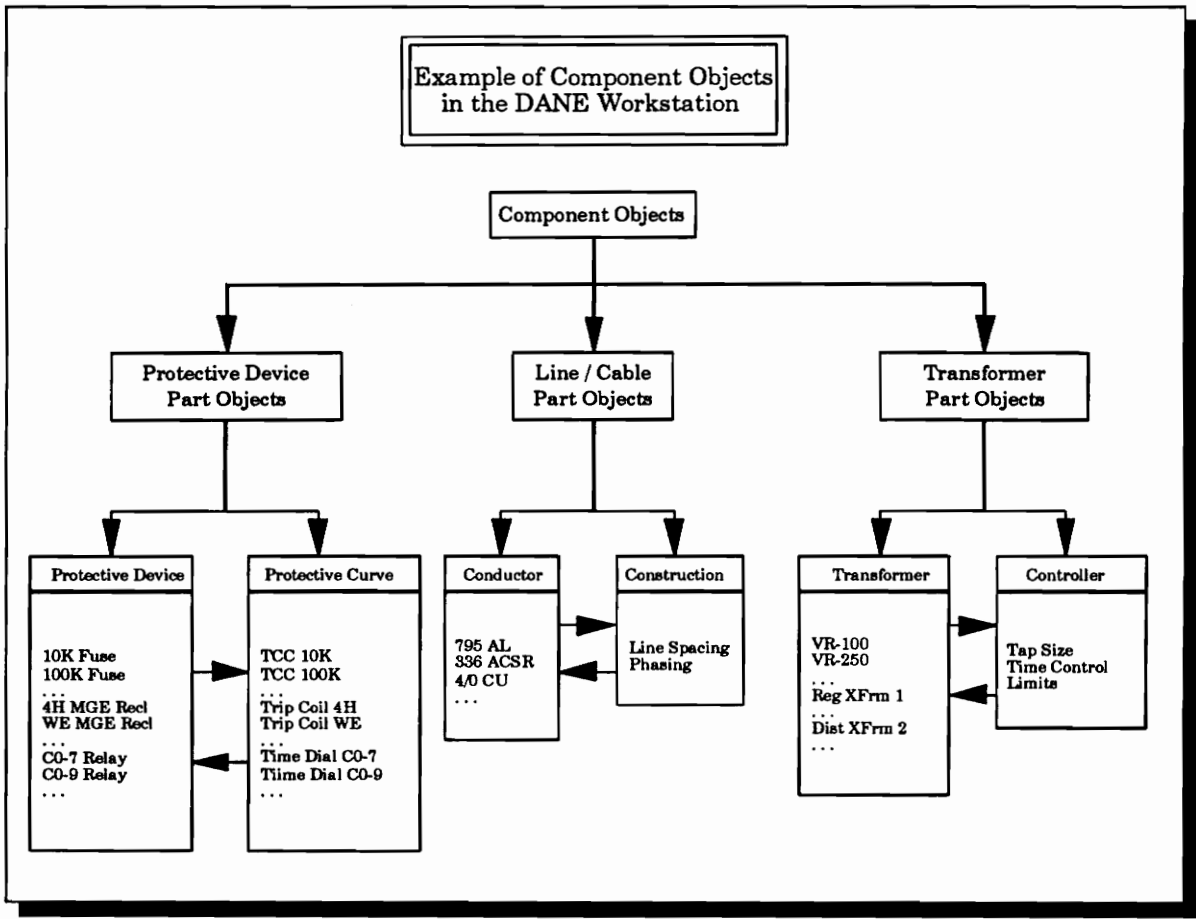 Example of Component Objects
in the DANE Workstation
Component Objects
Protective Device
Part Objects
Line / Cable
Part Objects
Transformer
Part Objects
Protective Device
10K Fuse
100K Fuse
...
4H MGE Recl
WE MGE Recl
...
C0-7 Relay
C0-9 Relay
...
Protective Curve
TCC 10K
TCC 100K
...
Trip Coil 4H
Trip Coil WE
...
Time Dial C0-7
Tiime Dial C0-9
...
Conductor
795 AL
336 ACSR
4/0 CU
...
Construction
Line Spacing
Phasing
Transformer
VR-100
VR-250
...
Reg XFrm 1
...
Dist XFrm 2
...
Controller
Tap Size
Time Control
Limits